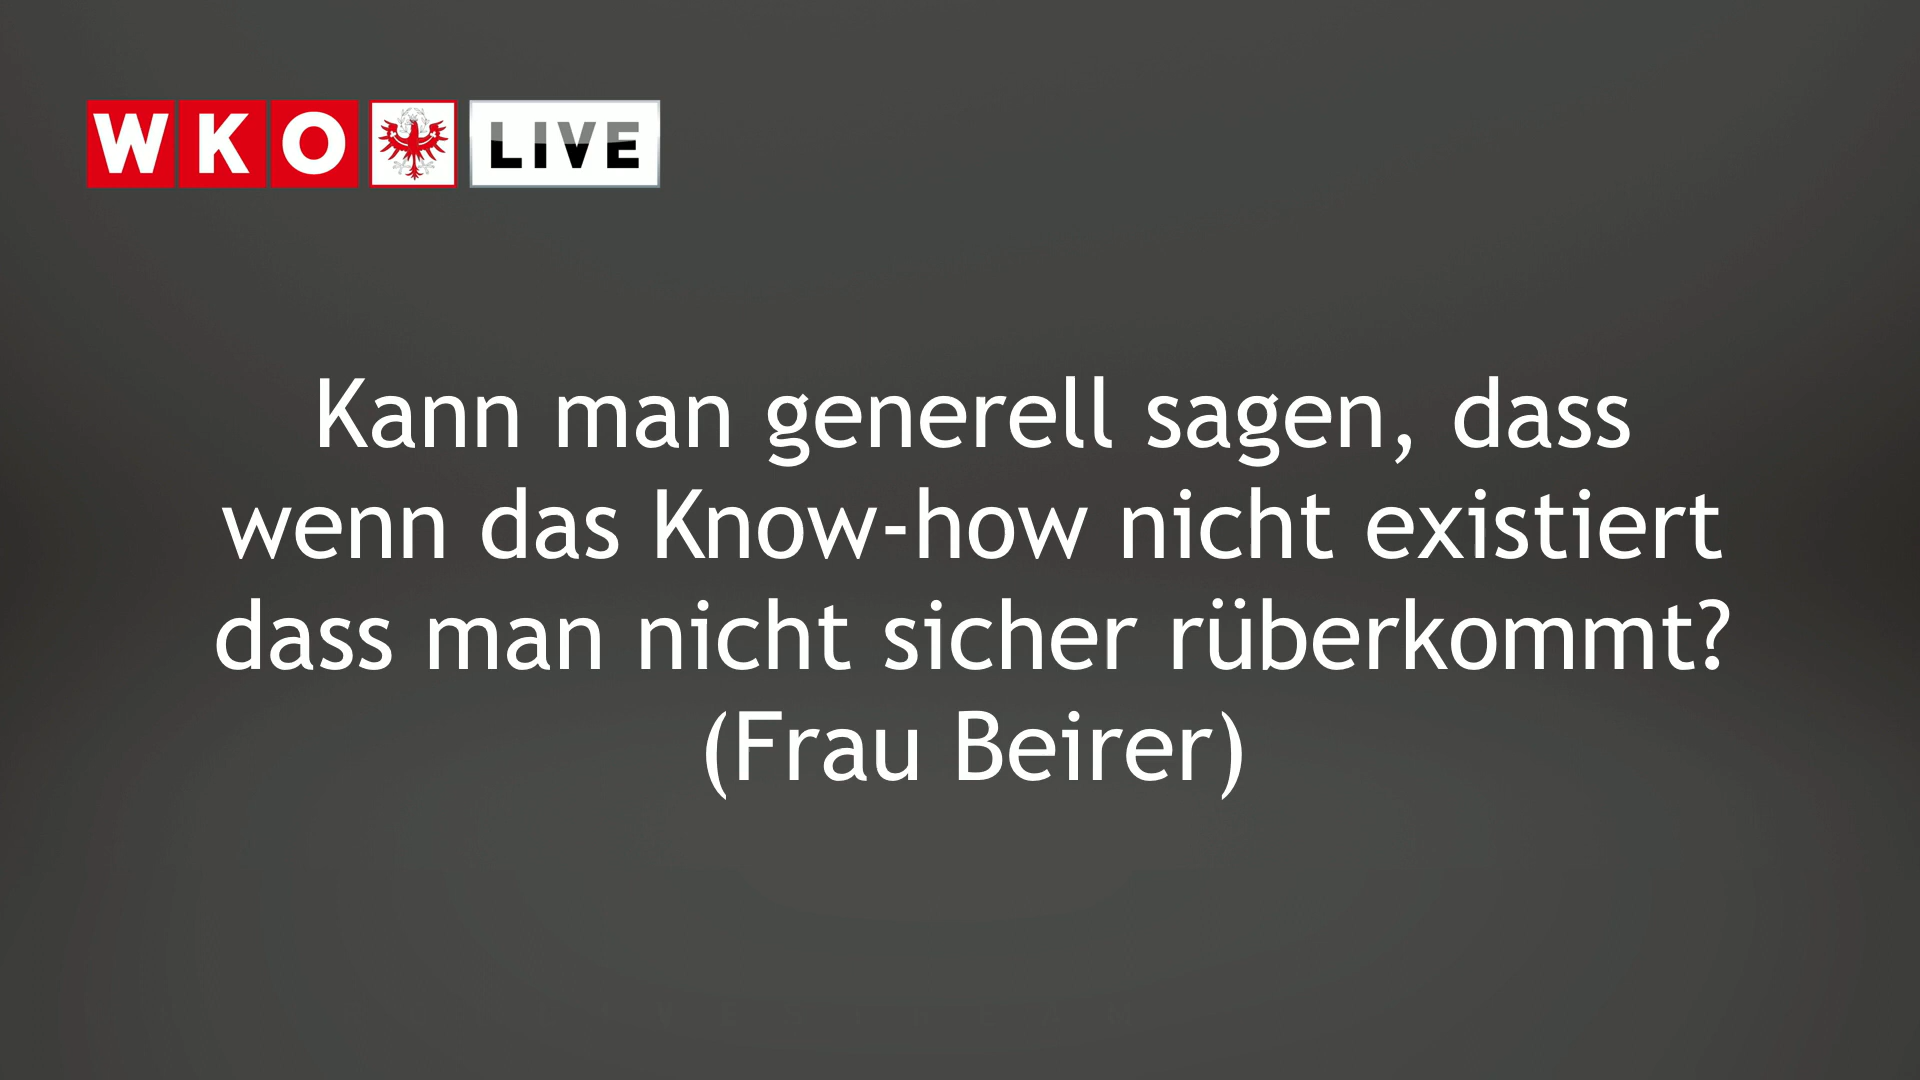 WKO LIVE
Kann man generell sagen, dass
wenn das Know-how nicht existiert
dass man nicht sicher rüberkommt?
(Frau Beirer)